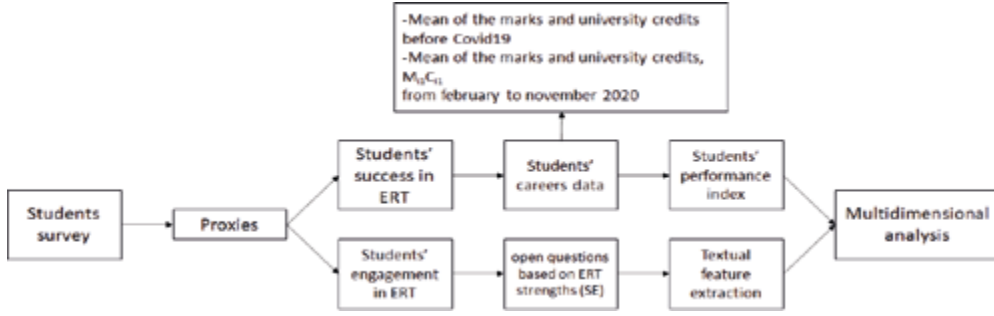 -Mean of the marks and university credits
before Covid19
-Mean of the marks and university credits,
MᵢₜCᵢₜ
from february to november 2020
Students'
success in
ERT
Students'
careers data
Students'
performance
index
Students
survey
Proxies
Multidimensional
analysis
Students'
engagement
in ERT
open questions
based on ERT
strengths (SE)
Textual
feature
extraction